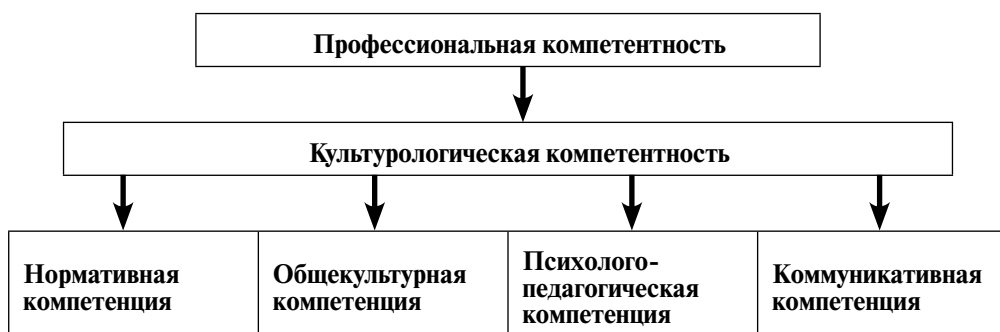 Профессиональная компетентность
Культурологическая компетентность
Нормативная
компетенция
Общекультурная
компетенция
Психолого-
педагогическая
компетенция
Коммуникативная
компетенция